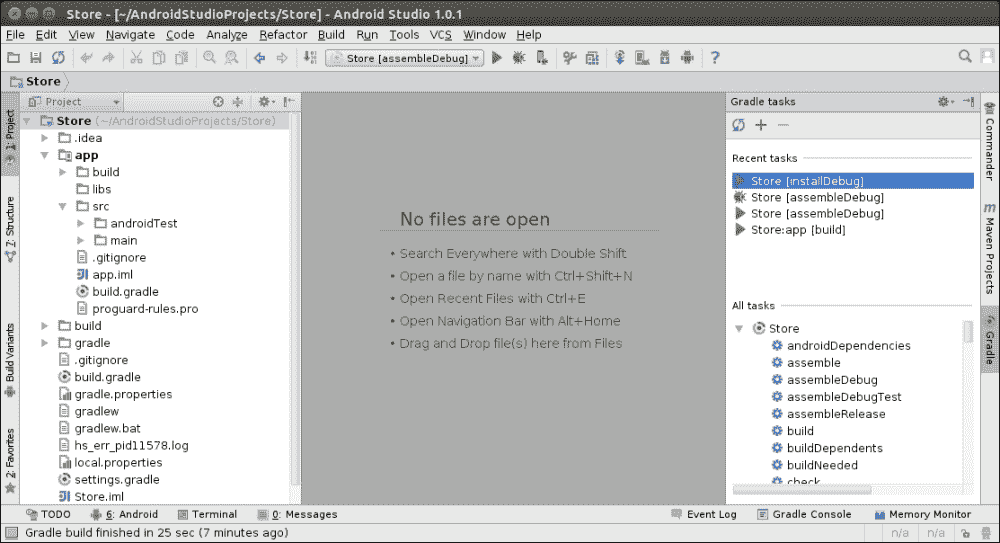 Store - [~/AndroidStudioProjects/Store] - Android Studio 1.0.1
File Edit View Navigate Code Analyze Refactor Build Run Tools VCS Window Help
Store [assembleDebug]
Store
1: Project
7: Structure
Build Variants
2: Favorites
Project
Store (~/AndroidStudioProjects/Store)
.idea
app
build
libs
src
androidTest
main
.gitignore
app.iml
build.gradle
proguard-rules.pro
build
gradle
.gitignore
build.gradle
gradle.properties
gradlew
gradlew.bat
hs_err_pid11578.log
local.properties
settings.gradle
Store.iml
No files are open
• Search Everywhere with Double Shift
• Open a file by name with Ctrl+Shift+N
• Open Recent Files with Ctrl+E
• Open Navigation Bar with Alt+Home
• Drag and Drop file(s) here from Files
Gradle tasks
Recent tasks
Store [installDebug]
Store [assembleDebug]
Store [assembleDebug]
Store:app [build]
All tasks
Store
androidDependencies
assemble
assembleDebug
assembleDebugTest
assembleRelease
build
buildDependents
buildNeeded
check
Commander
m
Maven Projects
Gradle
TODO 6: Android Terminal 0: Messages Event Log Gradle Console Memory Monitor
Gradle build finished in 25 sec (7 minutes ago) n/a n/a